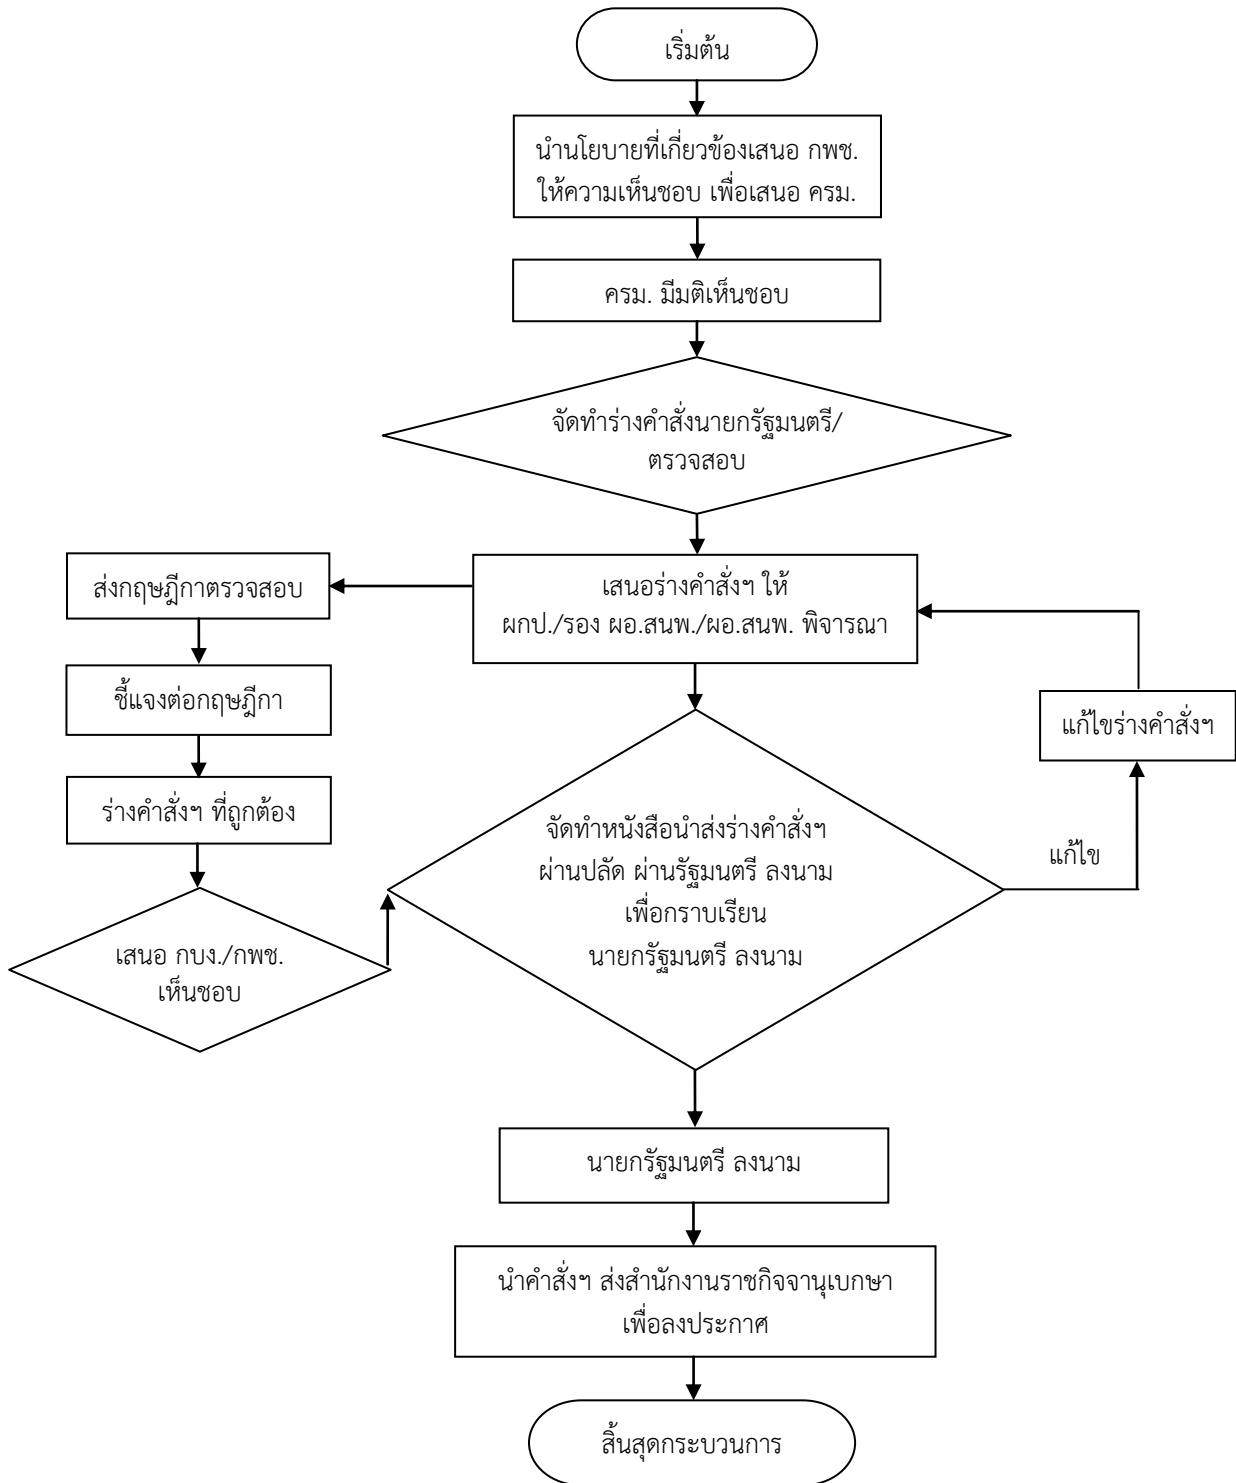 เริ่มต้น
นำนโยบายที่เกี่ยวข้องเสนอ กพช.
ให้ความเห็นชอบ เพื่อเสนอ ครม.
ครม. มีมติเห็นชอบ
จัดทำร่างคำสั่งนายกรัฐมนตรี/
ตรวจสอบ
เสนอร่างคำสั่งฯ ให้
ผกป./รอง ผอ.สนพ./ผอ.สนพ. พิจารณา
ส่งกฤษฎีกาตรวจสอบ
ชี้แจงต่อกฤษฎีกา
ร่างคำสั่งฯ ที่ถูกต้อง
เสนอ กบง./กพช.
เห็นชอบ
จัดทำหนังสือนำส่งร่างคำสั่งฯ
ผ่านปลัด ผ่านรัฐมนตรี ลงนาม
เพื่อกราบเรียน
นายกรัฐมนตรี ลงนาม
แก้ไข
แก้ไขร่างคำสั่งฯ
นายกรัฐมนตรี ลงนาม
นำคำสั่งฯ ส่งสำนักงานราชกิจจานุเบกษา
เพื่อลงประกาศ
สิ้นสุดกระบวนการ